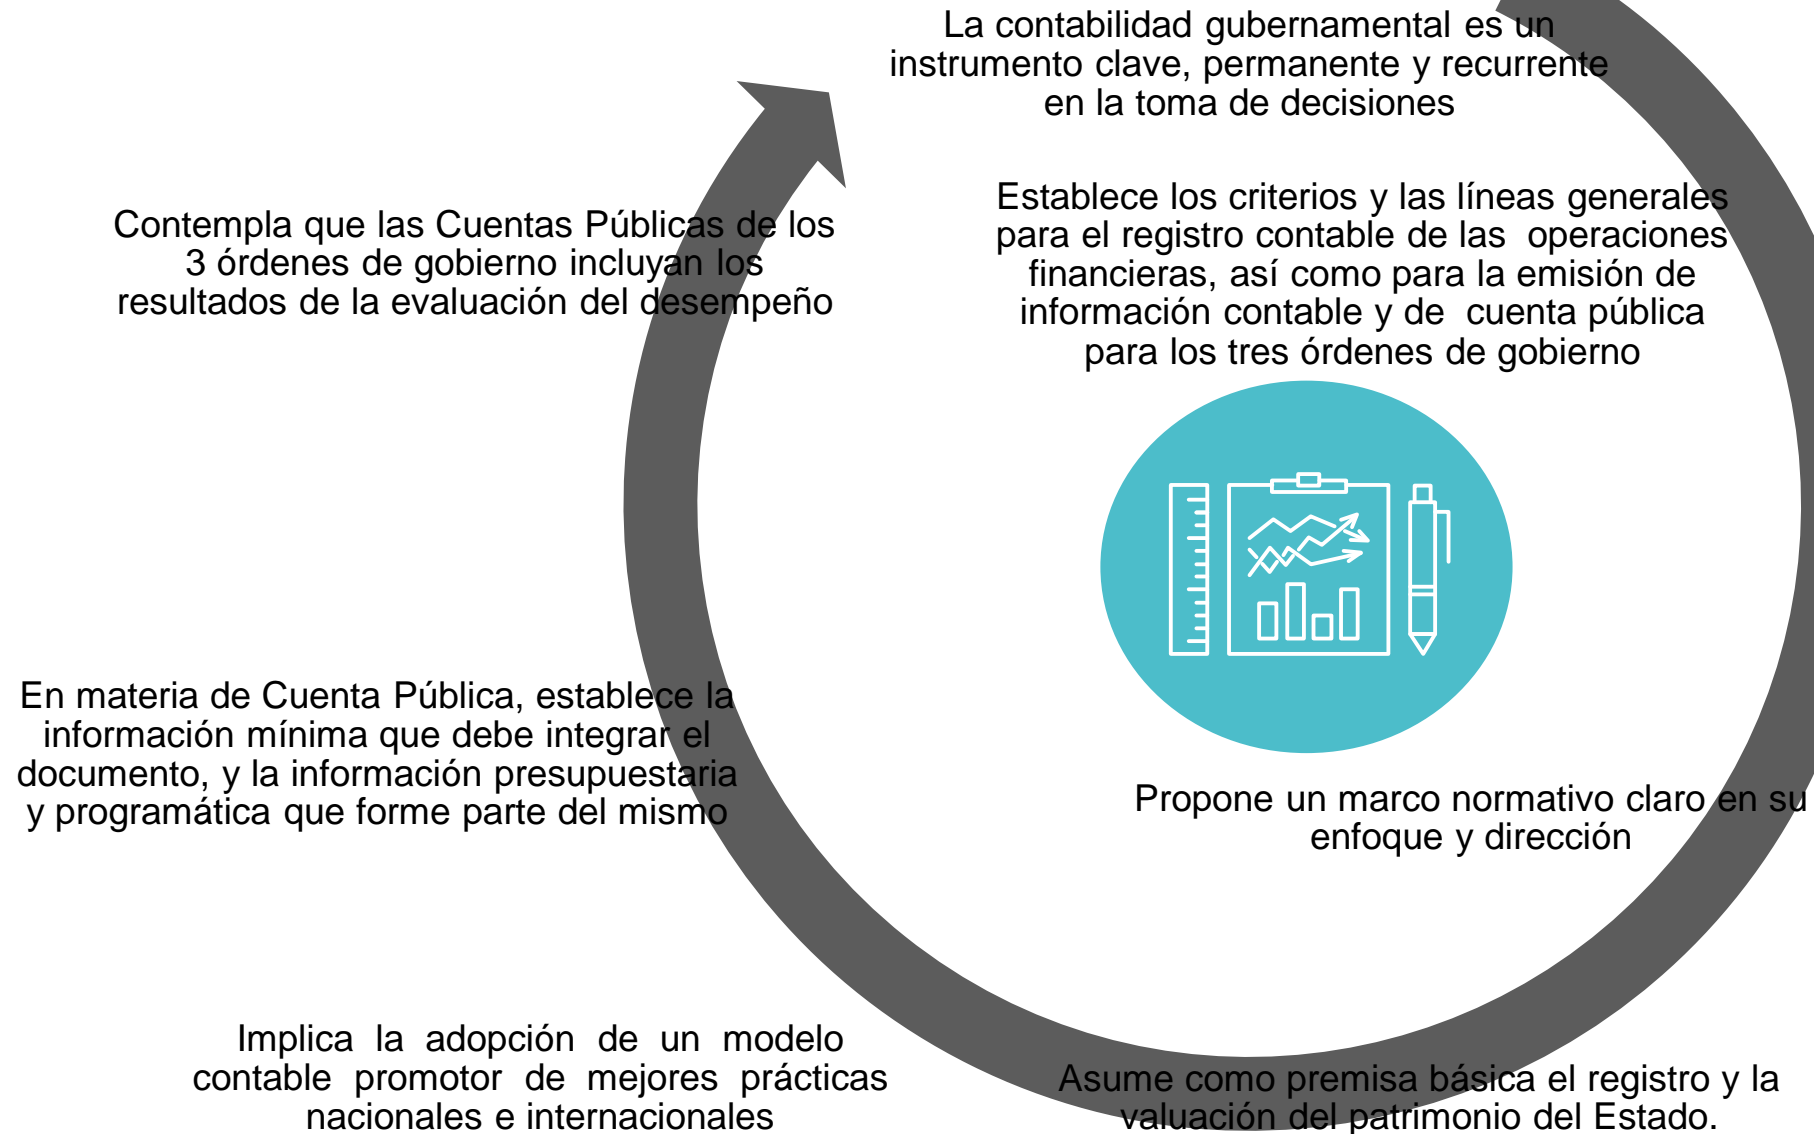 La contabilidad gubernamental es un
instrumento clave, permanente y recurrente
en la toma de decisiones
Establece los criterios y las líneas generales
para el registro contable de las operaciones
financieras, así como para la emisión de
información contable y de cuenta pública
para los tres órdenes de gobierno
Propone un marco normativo claro en su
enfoque y dirección
Asume como premisa básica el registro y la
valuación del patrimonio del Estado.
Implica la adopción de un modelo
contable promotor de mejores prácticas
nacionales e internacionales
En materia de Cuenta Pública, establece la
información mínima que debe integrar el
documento, y la información presupuestaria
y programática que forme parte del mismo
Contempla que las Cuentas Públicas de los
3 órdenes de gobierno incluyan los
resultados de la evaluación del desempeño